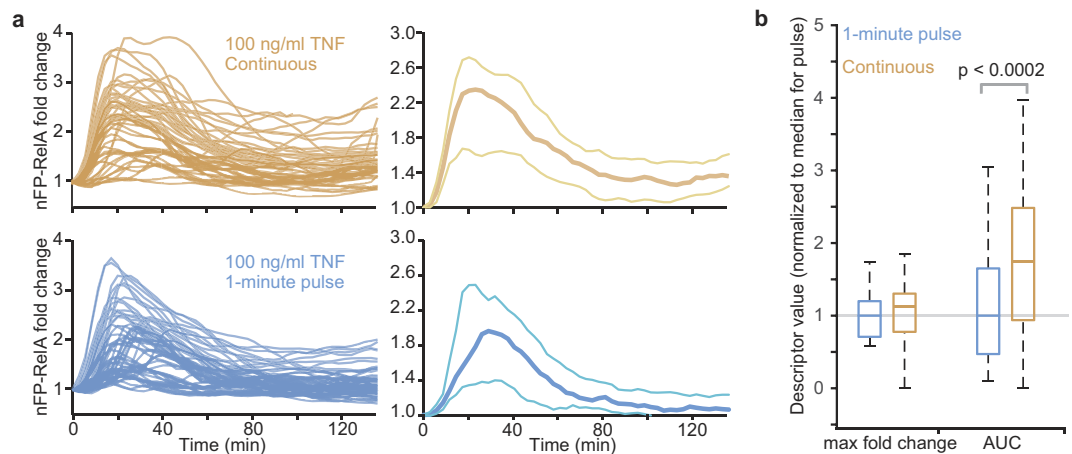 a
nFP-RelA fold change
4
3
2
1
100 ng/ml TNF
Continuous
3.0
2.6
2.2
1.8
1.4
1.0
nFP-RelA fold change
4
3
2
1
100 ng/ml TNF
1-minute pulse
0 40 80 120
Time (min)
3.0
2.6
2.2
1.8
1.4
1.0
0 40 80 120
Time (min)
b
Descriptor value (normalized to median for pulse)
5
4
3
2
1
0
1-minute pulse
Continuous
p < 0.0002
max fold change AUC